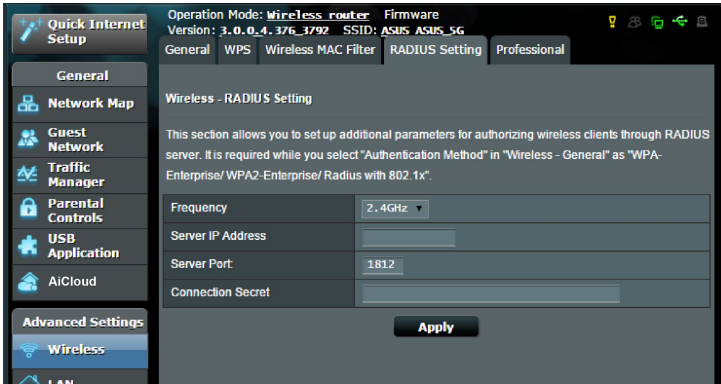 Quick Internet
Setup
Operation Mode: Wireless router Firmware
Version: 3.0.0.4.376_3792 SSID: ASUS ASUS_5G
General WPS Wireless MAC Filter RADIUS Setting Professional
General
Network Map
Guest
Network
Traffic
Manager
Parental
Controls
USB
Application
AiCloud
Advanced Settings
Wireless
LAN
Wireless - RADIUS Setting
This section allows you to set up additional parameters for authorizing wireless clients through RADIUS
server. It is required while you select "Authentication Method" in "Wireless - General" as "WPA-
Enterprise/ WPA2-Enterprise/ Radius with 802.1x".
Frequency 2.4GHz
Server IP Address
Server Port: 1812
Connection Secret
Apply